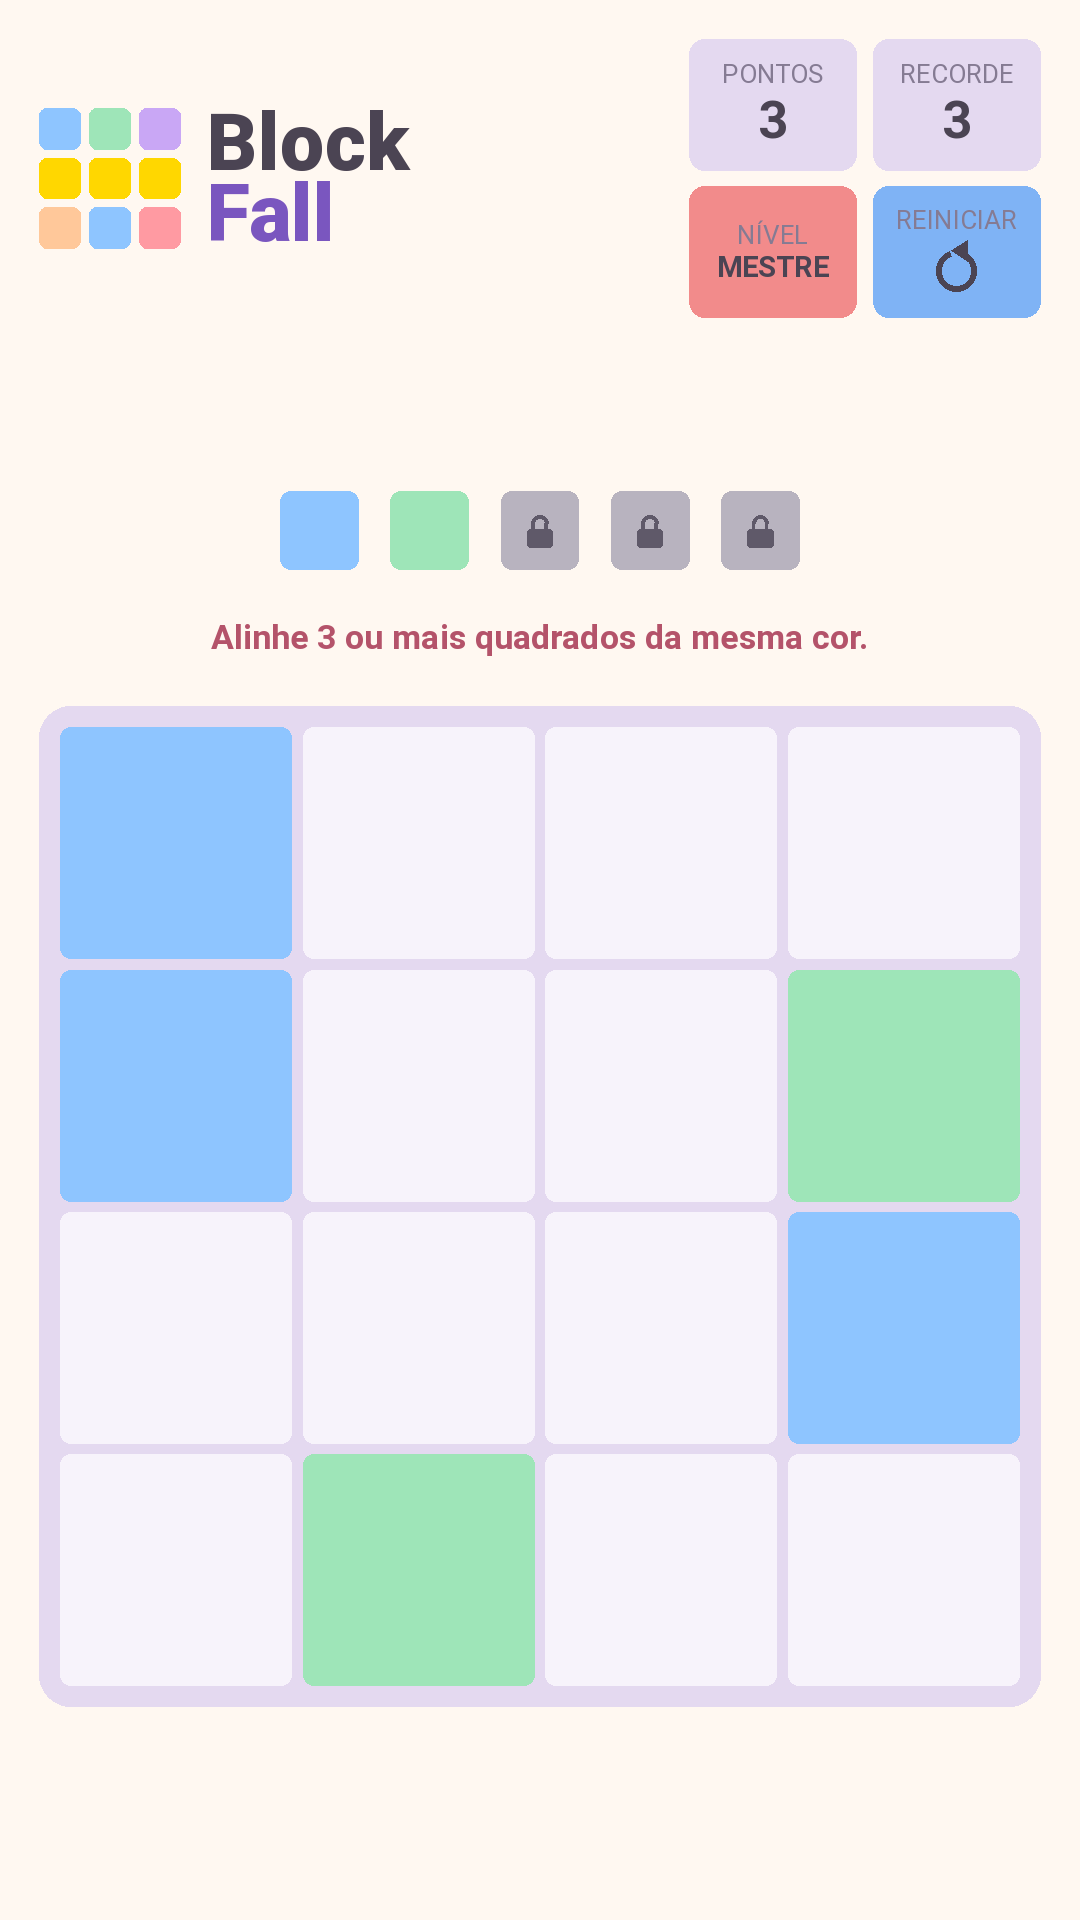 Block
Fall
PONTOS
3
RECORDE
3
NÍVEL
MESTRE
REINICIAR
Alinhe 3 ou mais quadrados da mesma cor.